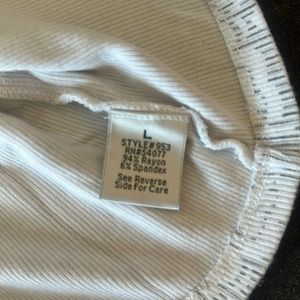 L
STYLE#953
RN#54077
94% Rayon
6% Spandex
See Reverse
Side For Care